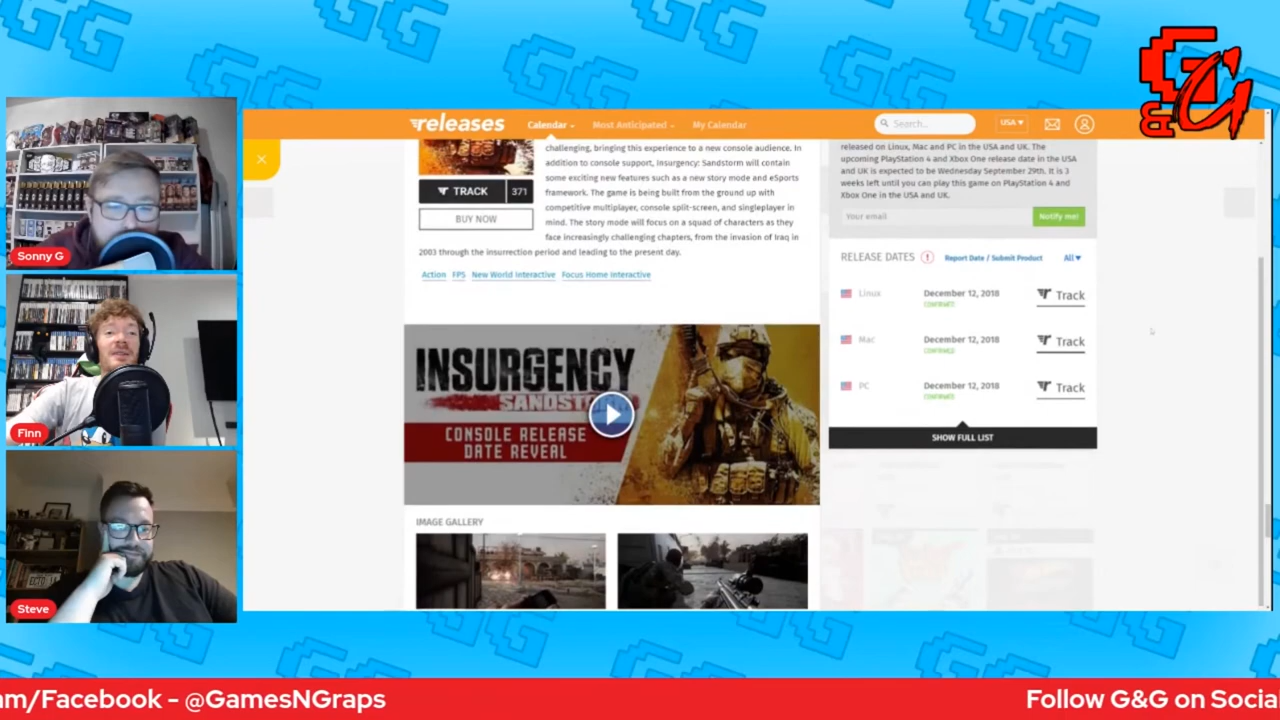 &
G
G
Sonny G
Finn
Steve
releases
Calendar
Most Anticipated
My Calendar
Search...
USA
TRACK
371
BUY NOW
challenging, bringing this experience to a new console audience. In
addition to console support, Insurgency: Sandstorm will contain
some exciting new features such as a new story mode and eSports
framework. The game is being built from the ground up with
competitive multiplayer, console split-screen, and singleplayer in
mind. The story mode will focus on a squad of characters as they
face increasingly challenging chapters, from the invasion of Iraq in
2003 through the insurrection period and leading to the present day.
Action
FPS
New World Interactive
Focus Home Interactive
INSURGENCY
CONSOLE RELEASE
DATE REVEAL
IMAGE GALLERY
released on Linux, Mac and PC in the USA and UK. The
upcoming PlayStation 4 and Xbox One release date in the USA
and UK is expected to be Wednesday September 29th. It is 3
weeks left until you can play this game on PlayStation 4 and
Xbox One in the USA and UK.
Your email
Notify me!
RELEASE DATES
!
Report Date / Submit Product
All
Linux
December 12, 2018
CONFIRMED
Track
Mac
December 12, 2018
CONFIRMED
Track
PC
December 12, 2018
CONFIRMED
Track
SHOW FULL LIST
am/Facebook - @GamesNGraps
Follow G&G on Socia